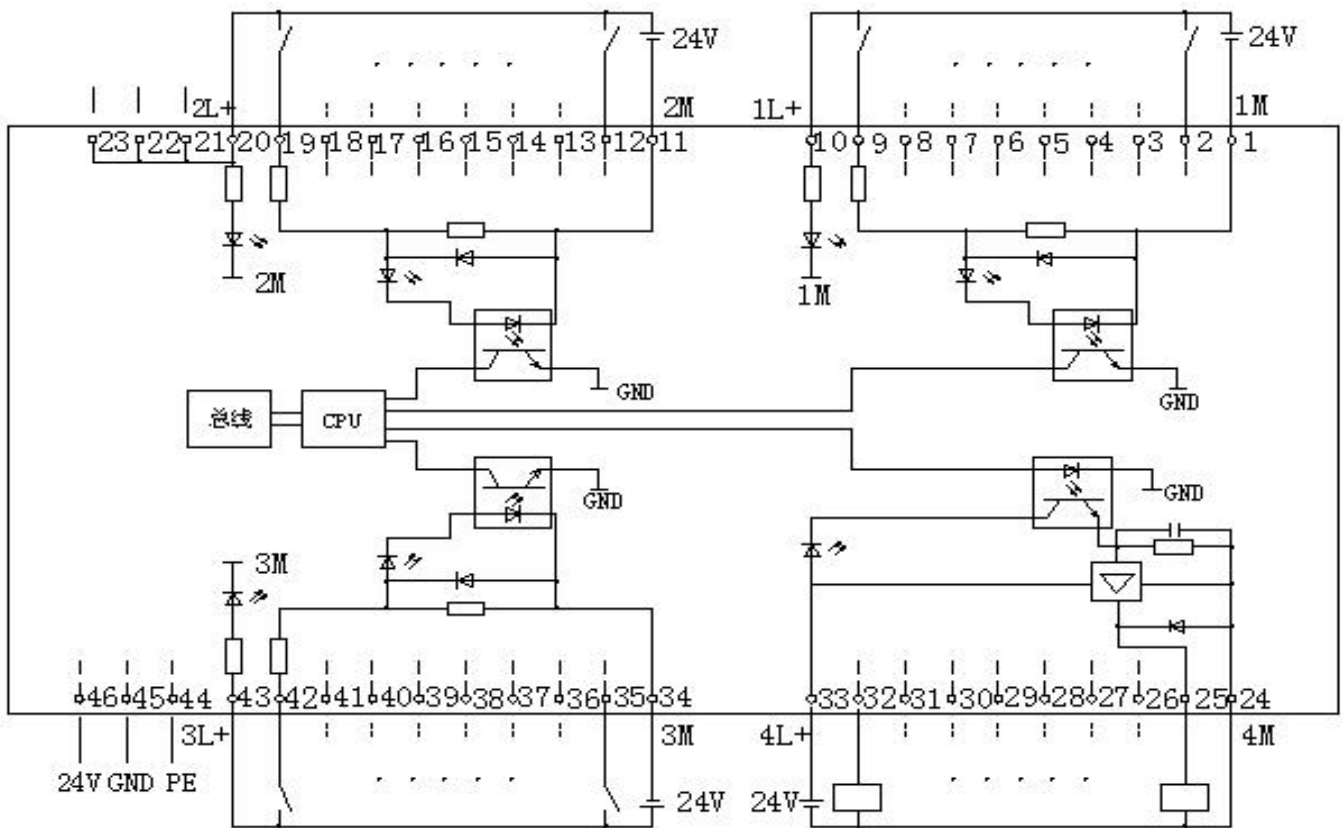 24V 24V
2L+ 2M 1L+ 1M
23 22 21 20 19 18 17 16 15 14 13 12 11 10 9 8 7 6 5 4 3 2 1
2M 1M
GND GND
总线 CPU
GND GND
3M
46 45 44 43 42 41 40 39 38 37 36 35 34 33 32 31 30 29 28 27 26 25 24
3L+ 3M 4L+ 4M
24V GND PE 24V 24V